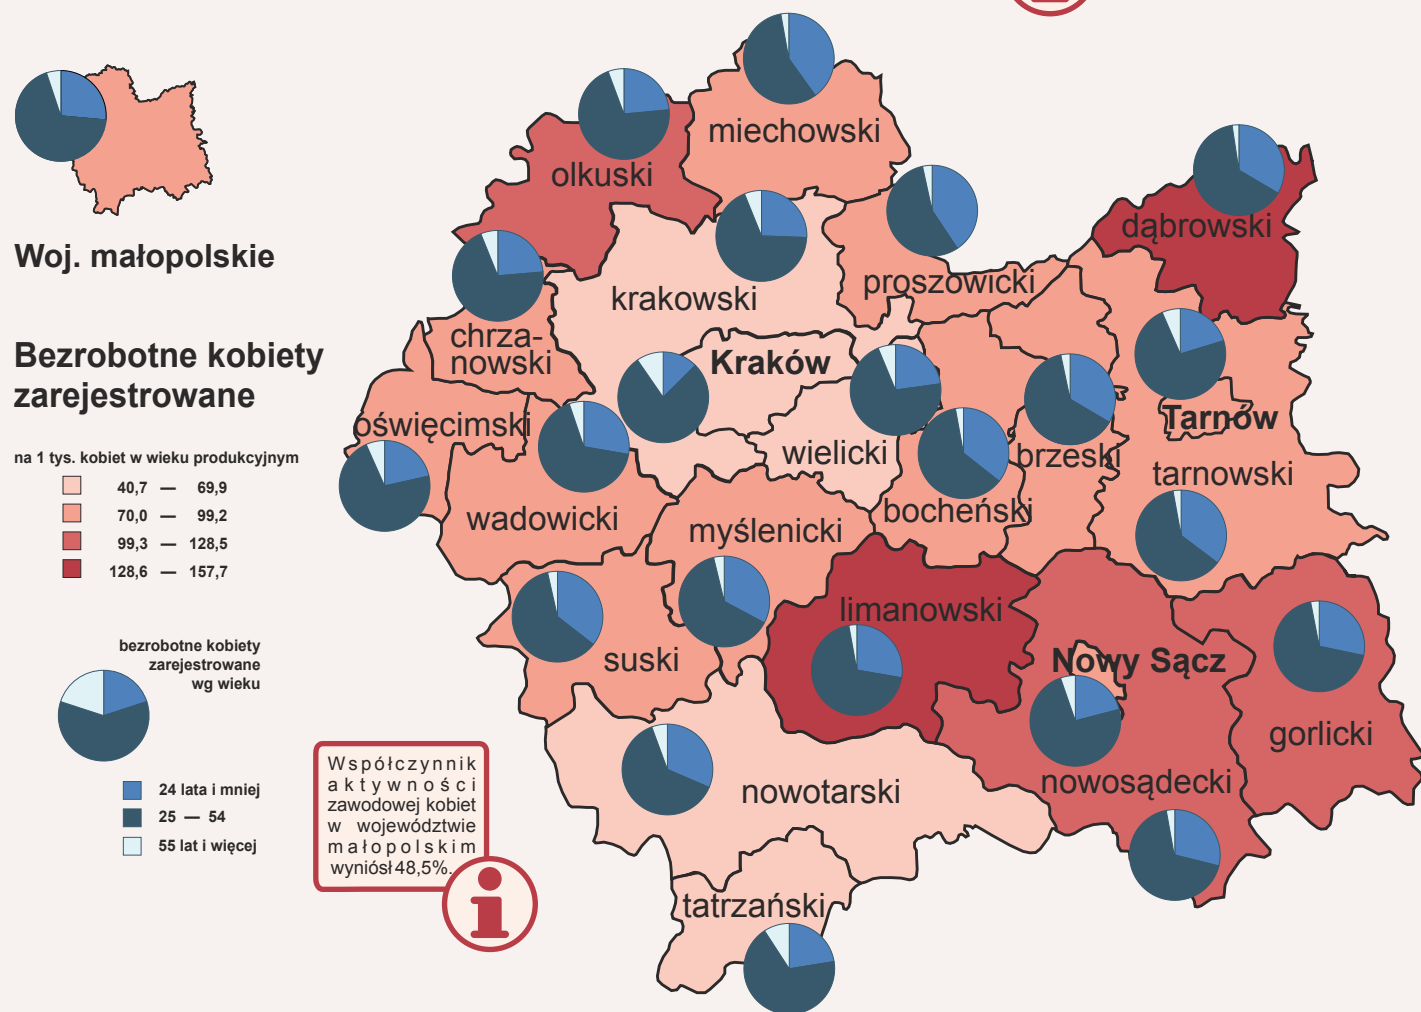 miechowski
olkuski
dąbrowski
Woj. małopolskie
proszowicki
krakowski
chrza-
nowski
Kraków
Bezrobotne kobiety
zarejestrowane
Tarnów
oświęcimski
wielicki
brzeski
na 1 tys. kobiet w wieku produkcyjnym
tarnowski
40,7 — 69,9
70,0 — 99,2
99,3 — 128,5
128,6 — 157,7
wadowicki
bocheński
myślenicki
limanowski
bezrobotne kobiety
zarejestrowane
wg wieku
suski
Nowy Sącz
gorlicki
24 lata i mniej
25 — 54
55 lat i więcej
nowosądecki
nowotarski
Współczynnik
aktywności
zawodowej kobiet
w województwie
małopolskim
wyniósł 48,5%.
tatrzański